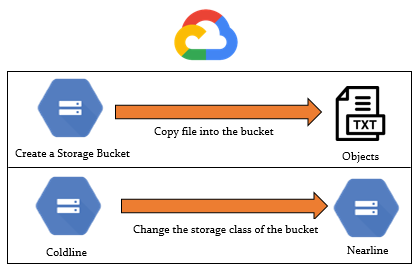 Copy file into the bucket
TXT
Create a Storage Bucket
Objects
Change the storage class of the bucket
Coldline
Nearline